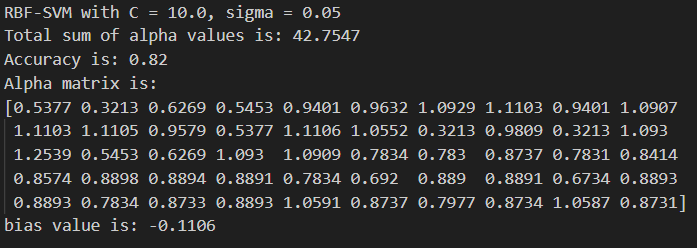 RBF-SVM with C = 10.0, sigma = 0.05
Total sum of alpha values is: 42.7547
Accuracy is: 0.82
Alpha matrix is:
[0.5377 0.3213 0.6269 0.5453 0.9401 0.9632 1.0929 1.1103 0.9401 1.0907
1.1103 1.1105 0.9579 0.5377 1.1106 1.0552 0.3213 0.9809 0.3213 1.093
1.2539 0.5453 0.6269 1.093 1.0909 0.7834 0.783 0.8737 0.7831 0.8414
0.8574 0.8898 0.8894 0.8891 0.7834 0.692 0.889 0.8891 0.6734 0.8893
0.8893 0.7834 0.8733 0.8893 1.0591 0.8737 0.7977 0.8734 1.0587 0.8731]
bias value is: -0.1106